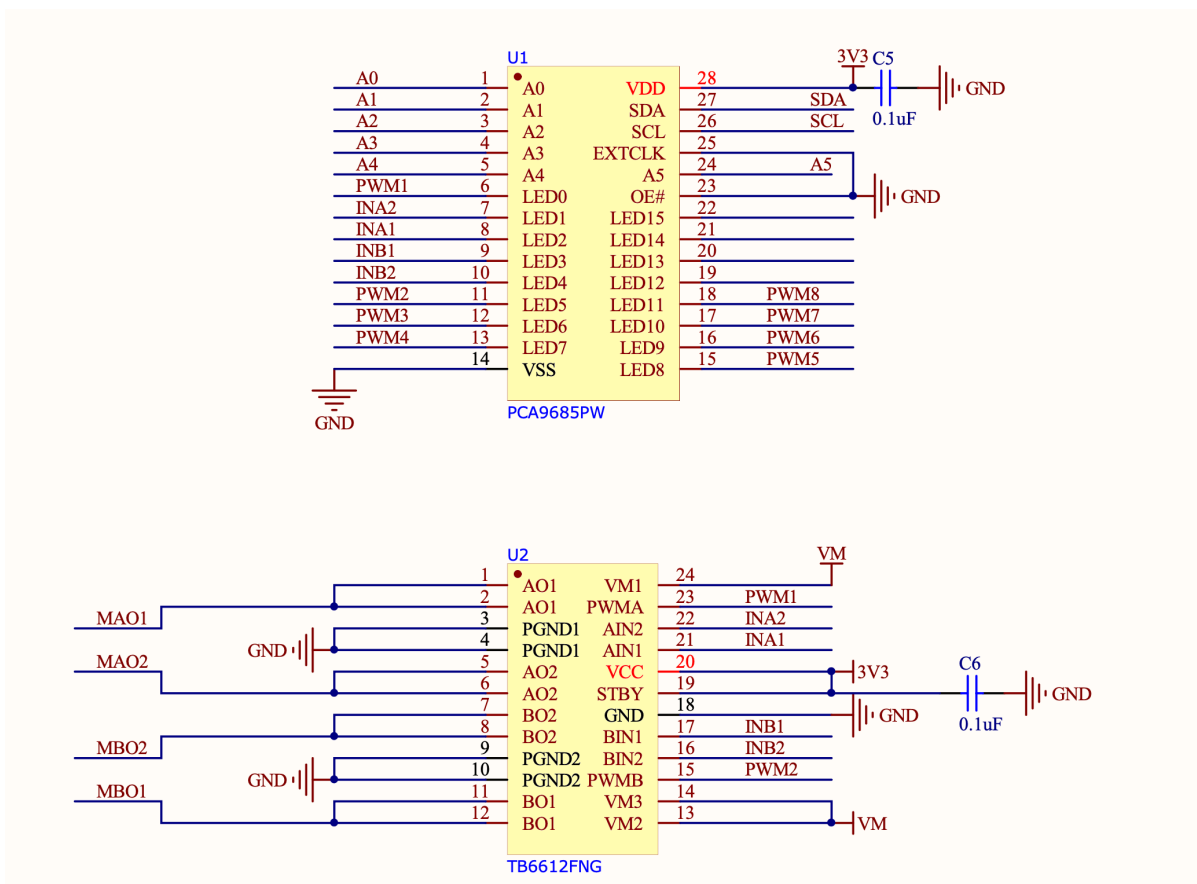 U1
3V3 C5
A0 1 A0 VDD 28 GND
A1 2 A1 SDA 27 SDA
0.1uF
A2 3 A2 SCL 26 SCL
A3 4 A3 EXTCLK 25
A4 5 A4 A5 24 A5
PWM1 6 LED0 OE# 23 GND
INA2 7 LED1 LED15 22
INA1 8 LED2 LED14 21
INB1 9 LED3 LED13 20
INB2 10 LED4 LED12 19
PWM2 11 LED5 LED11 18 PWM8
PWM3 12 LED6 LED10 17 PWM7
PWM4 13 LED7 LED9 16 PWM6
14 VSS LED8 15 PWM5
GND
PCA9685PW
U2
VM
1 AO1 VM1 24
MAO1 2 AO1 PWMA 23 PWM1
3 PGND1 AIN2 22 INA2
GND 4 PGND1 AIN1 21 INA1
MAO2 5 AO2 VCC 20 3V3 C6
6 AO2 STBY 19 GND
0.1uF
7 BO2 GND 18 GND
MBO2 8 BO2 BIN1 17 INB1
9 PGND2 BIN2 16 INB2
GND 10 PGND2 PWMB 15 PWM2
MBO1 11 BO1 VM3 14
12 BO1 VM2 13 VM
TB6612FNG